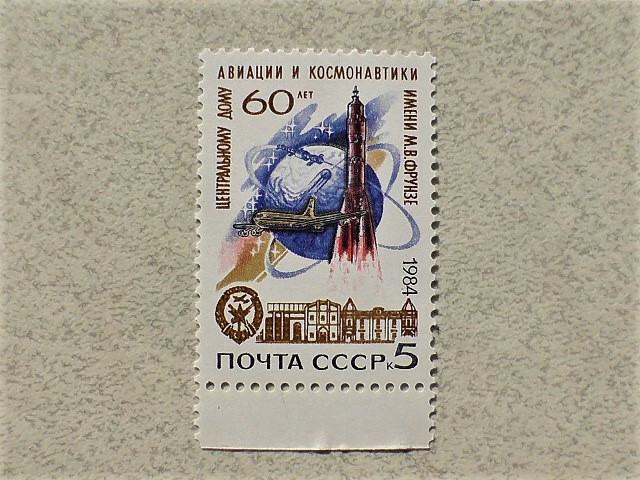 60 ЛЕТ
ЦЕНТРАЛЬНОМУ ДОМУ
АВИАЦИИ И КОСМОНАВТИКИ
ИМЕНИ М.В.ФРУНЗЕ
1984
ПОЧТА СССР к5